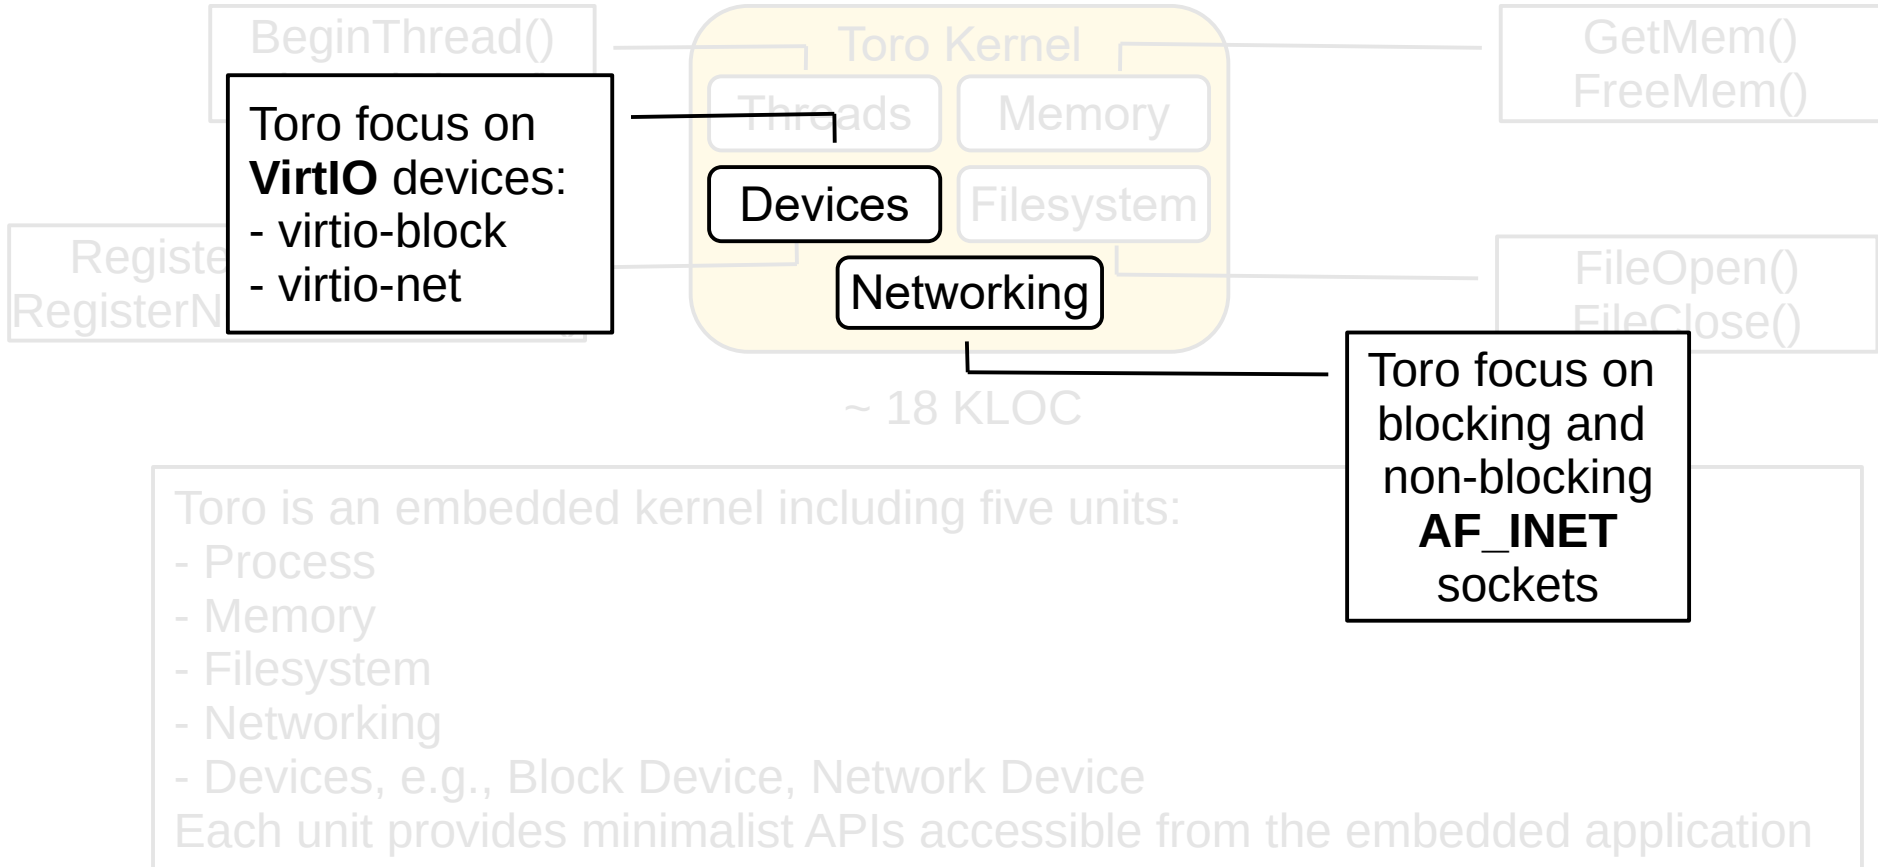 BeginThread()
Toro Kernel
GetMem()
FreeMem()
Threads
Memory
Toro focus on
VirtIO devices:
- virtio-block
- virtio-net
Devices
Filesystem
Networking
FileOpen()
FileClose()
~ 18 KLOC
Toro focus on
blocking and
non-blocking
AF_INET
sockets
Toro is an embedded kernel including five units:
- Process
- Memory
- Filesystem
- Networking
- Devices, e.g., Block Device, Network Device
Each unit provides minimalist APIs accessible from the embedded application